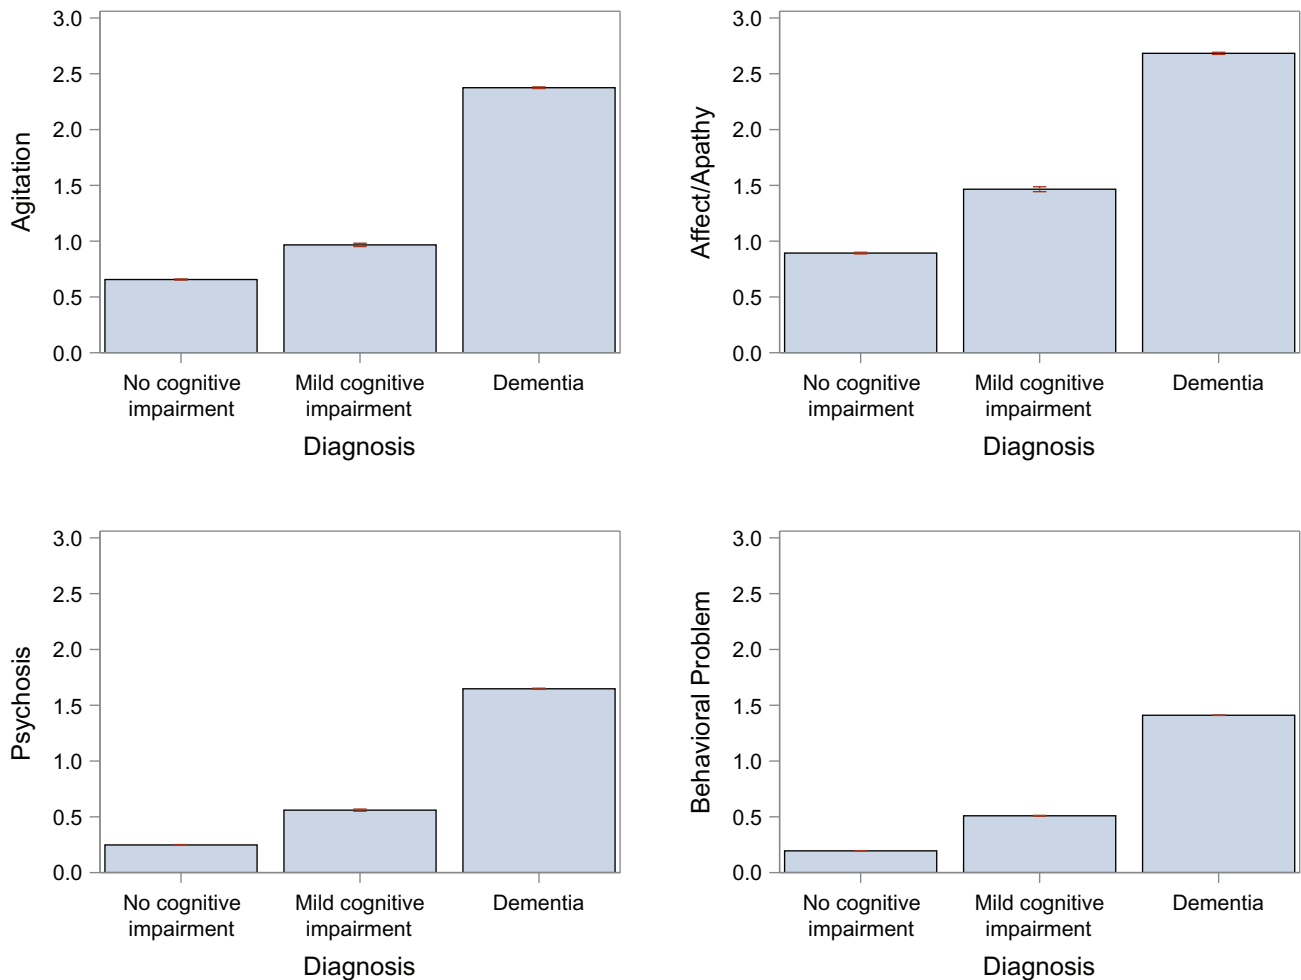 3.0
2.5
2.0
1.5
1.0
0.5
0.0
Agitation
No cognitive
impairment
Mild cognitive
impairment
Dementia
Diagnosis
3.0
2.5
2.0
1.5
1.0
0.5
0.0
Affect/Apathy
No cognitive
impairment
Mild cognitive
impairment
Dementia
Diagnosis
3.0
2.5
2.0
1.5
1.0
0.5
0.0
Psychosis
No cognitive
impairment
Mild cognitive
impairment
Dementia
Diagnosis
3.0
2.5
2.0
1.5
1.0
0.5
0.0
Behavioral Problem
No cognitive
impairment
Mild cognitive
impairment
Dementia
Diagnosis